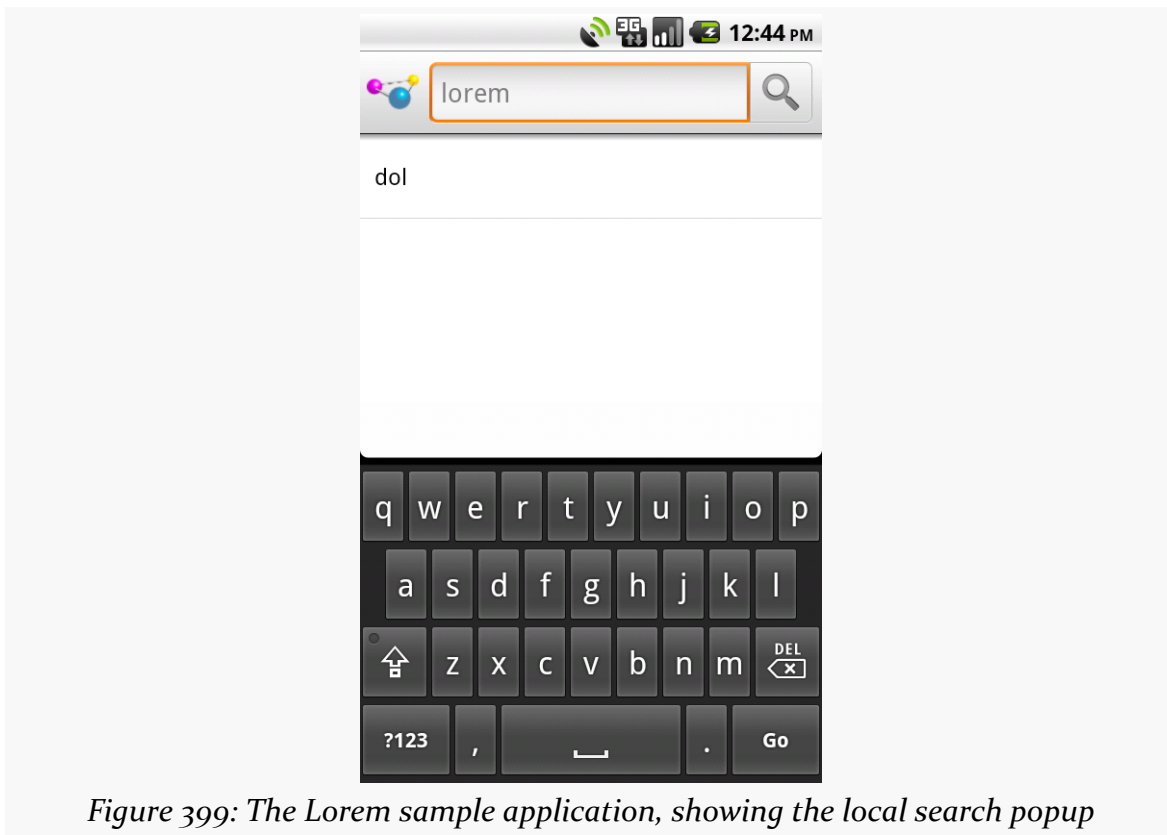 3G 12:44 PM
lorem
dol
q w e r t y u i o p
a s d f g h j k l
z x c v b n m DEL
?123 , . Go
Figure 399: The Lorem sample application, showing the local search popup